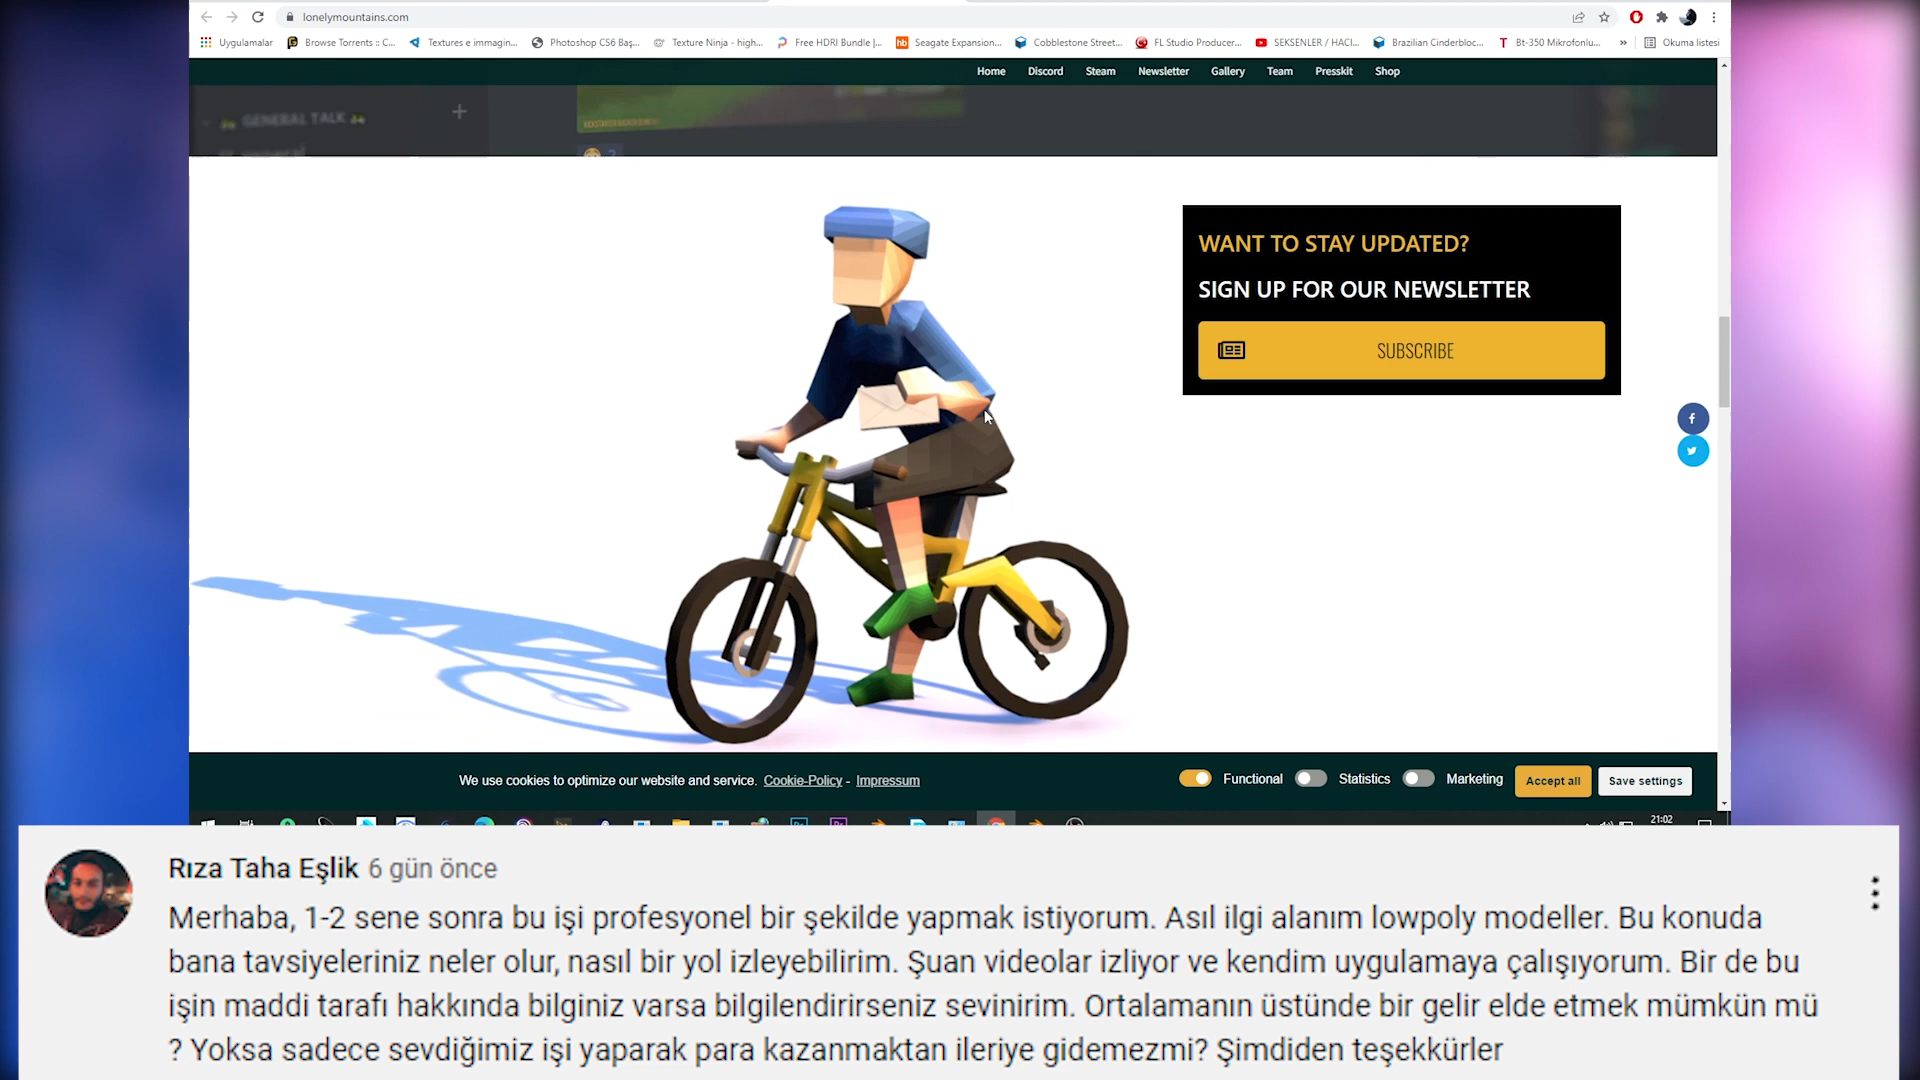 lonelymountains.com
Uygulamalar Browse Torrents :: C... Textures e immagin... Photoshop CS6 Baş... Texture Ninja - high... Free HDRI Bundle |... Seagate Expansion... Cobblestone Street... FL Studio Producer... SEKSENLER / HACI... Brazilian Cinderbloc... Bt-350 Mikrofonlu... » Okuma listesi
Home Discord Steam Newsletter Gallery Team Presskit Shop
GENERAL TALK +
general
WANT TO STAY UPDATED?
SIGN UP FOR OUR NEWSLETTER
SUBSCRIBE
We use cookies to optimize our website and service. Cookie-Policy - Impressum Functional Statistics Marketing Accept all Save settings
21:02
Rıza Taha Eşlik 6 gün önce
Merhaba, 1-2 sene sonra bu işi profesyonel bir şekilde yapmak istiyorum. Asıl ilgi alanım lowpoly modeller. Bu konuda
bana tavsiyeleriniz neler olur, nasıl bir yol izleyebilirim. Şuan videolar izliyor ve kendim uygulamaya çalışıyorum. Bir de bu
işin maddi tarafı hakkında bilginiz varsa bilgilendirirseniz sevinirim. Ortalamanın üstünde bir gelir elde etmek mümkün mü
? Yoksa sadece sevdiğimiz işi yaparak para kazanmaktan ileriye gidemezmi? Şimdiden teşekkürler